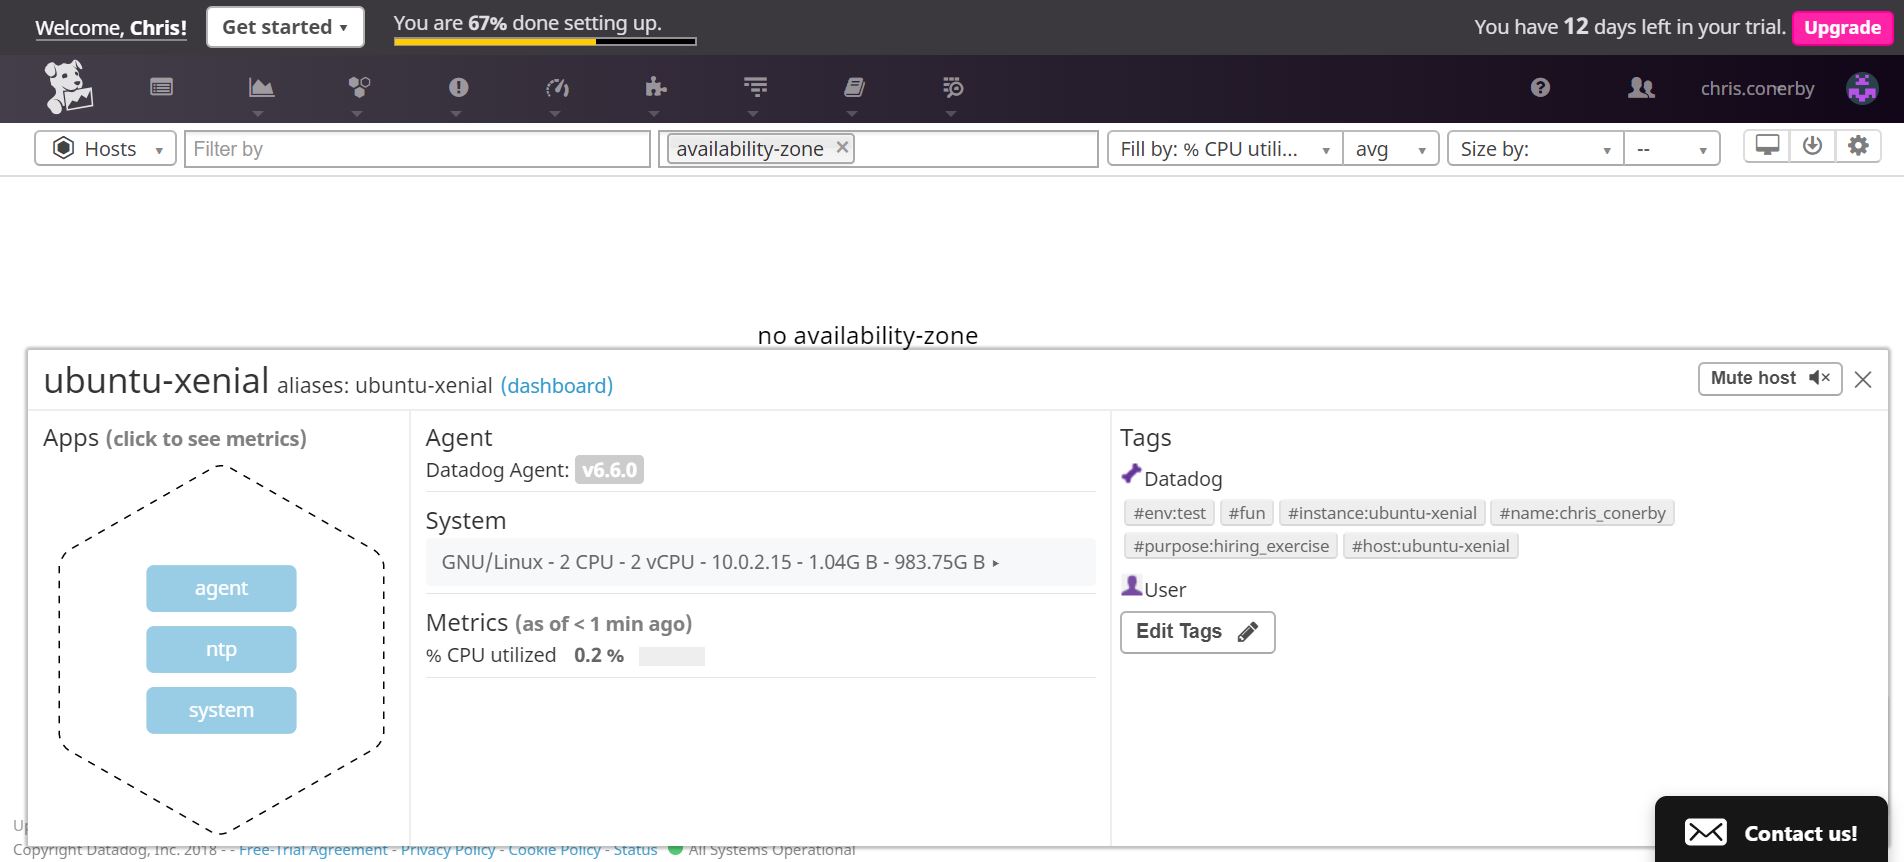 Welcome, Chris!
Get started ▾
You are 67% done setting up.
You have 12 days left in your trial.
Upgrade
chris.conerby
Hosts
Filter by
availability-zone ×
Fill by: % CPU utili...
avg
Size by:
--
no availability-zone
ubuntu-xenial aliases: ubuntu-xenial (dashboard)
Mute host
Apps (click to see metrics)
agent
ntp
system
Agent
Datadog Agent: v6.6.0
System
GNU/Linux - 2 CPU - 2 vCPU - 10.0.2.15 - 1.04G B - 983.75G B ▸
Metrics (as of < 1 min ago)
% CPU utilized 0.2 %
Tags
Datadog
#env:test #fun #instance:ubuntu-xenial #name:chris_conerby
#purpose:hiring_exercise #host:ubuntu-xenial
User
Edit Tags
Copyright Datadog, Inc. 2018 - - Free-Trial Agreement - Privacy Policy - Cookie Policy - Status All Systems Operational
Contact us!